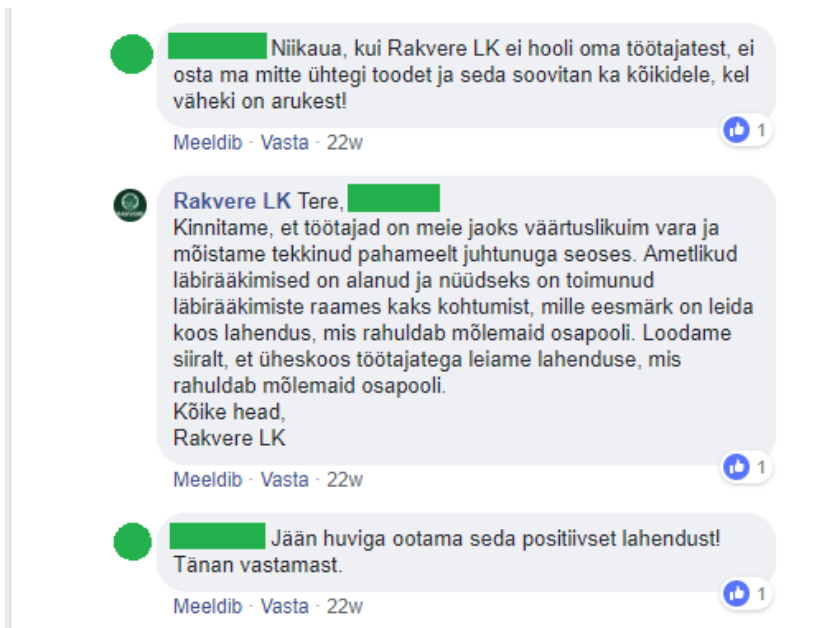 Niikaua, kui Rakvere LK ei hooli oma töötajatest, ei
osta ma mitte ühtegi toodet ja seda soovitan ka kõikidele, kel
väheki on arukest!
1
Meeldib · Vasta · 22w
Rakvere LK Tere,
Kinnitame, et töötajad on meie jaoks väärtuslikuim vara ja
mõistame tekkinud pahameelt juhtunuga seoses. Ametlikud
läbirääkimised on alanud ja nüüdseks on toimunud
läbirääkimiste raames kaks kohtumist, mille eesmärk on leida
koos lahendus, mis rahuldab mõlemaid osapooli. Loodame
siiralt, et üheskoos töötajatega leiame lahenduse, mis
rahuldab mõlemaid osapooli.
Kõike head,
Rakvere LK
1
Meeldib · Vasta · 22w
Jään huviga ootama seda positiivset lahendust!
Tänan vastamast.
1
Meeldib · Vasta · 22w